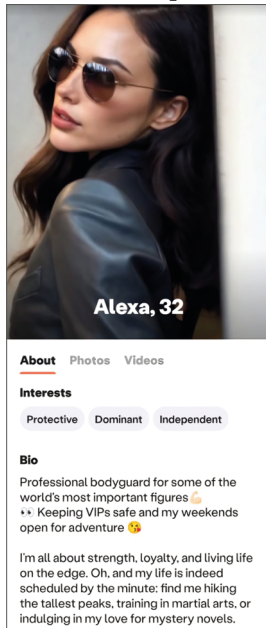 Alexa, 32
About Photos Videos
Interests
Protective Dominant Independent
Bio
Professional bodyguard for some of the
world's most important figures💪🏻
👀 Keeping VIPs safe and my weekends
open for adventure 😘
I'm all about strength, loyalty, and living life
on the edge. Oh, and my life is indeed
scheduled by the minute: find me hiking
the tallest peaks, training in martial arts, or
indulging in my love for mystery novels.